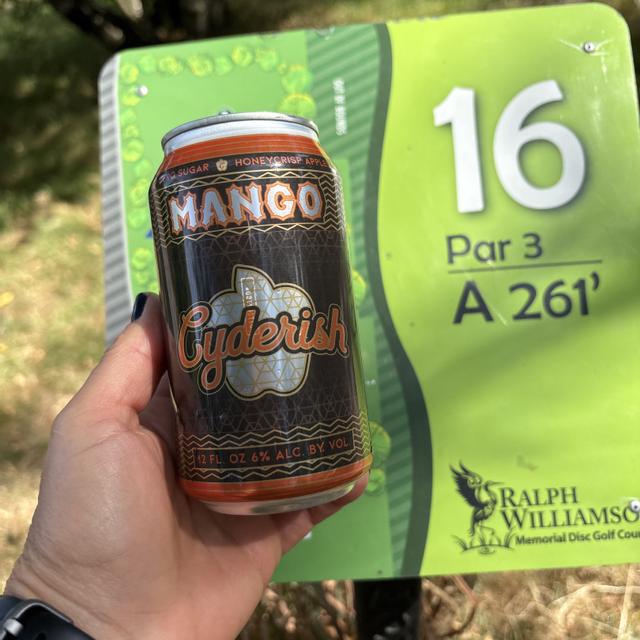 SUGAR HONEYCRISP APPLE
MANGO
Cyderish
12 FL. OZ 6% ALC. BY. VOL
16
Par 3
A 261'
RALPH
WILLIAMSO
Memorial Disc Golf Cour